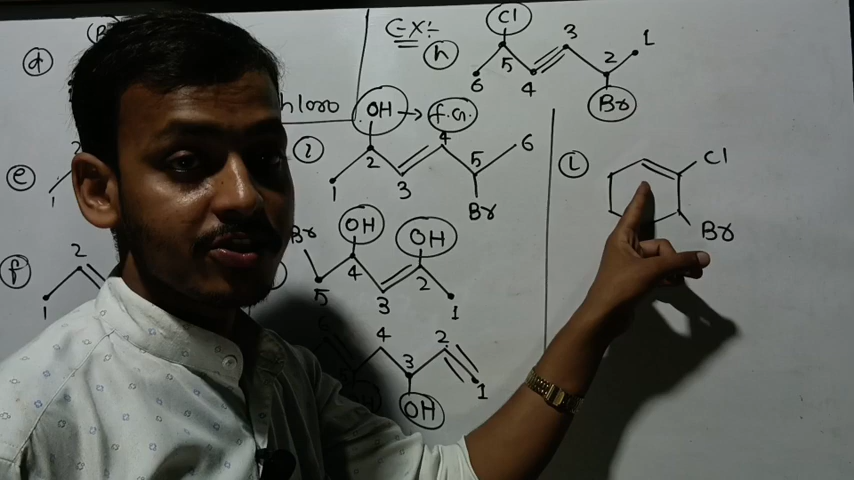 Ex:-
(d)
(h) Cl 6 5 4 3 2 1 Br
hloro
(e) 1
(i) OH → f.g. 1 2 3 4 5 6 Br
(l) Cl Br
(f) 1 2
Br 5 OH 4 3 OH 2 1
4 3 OH 2 1